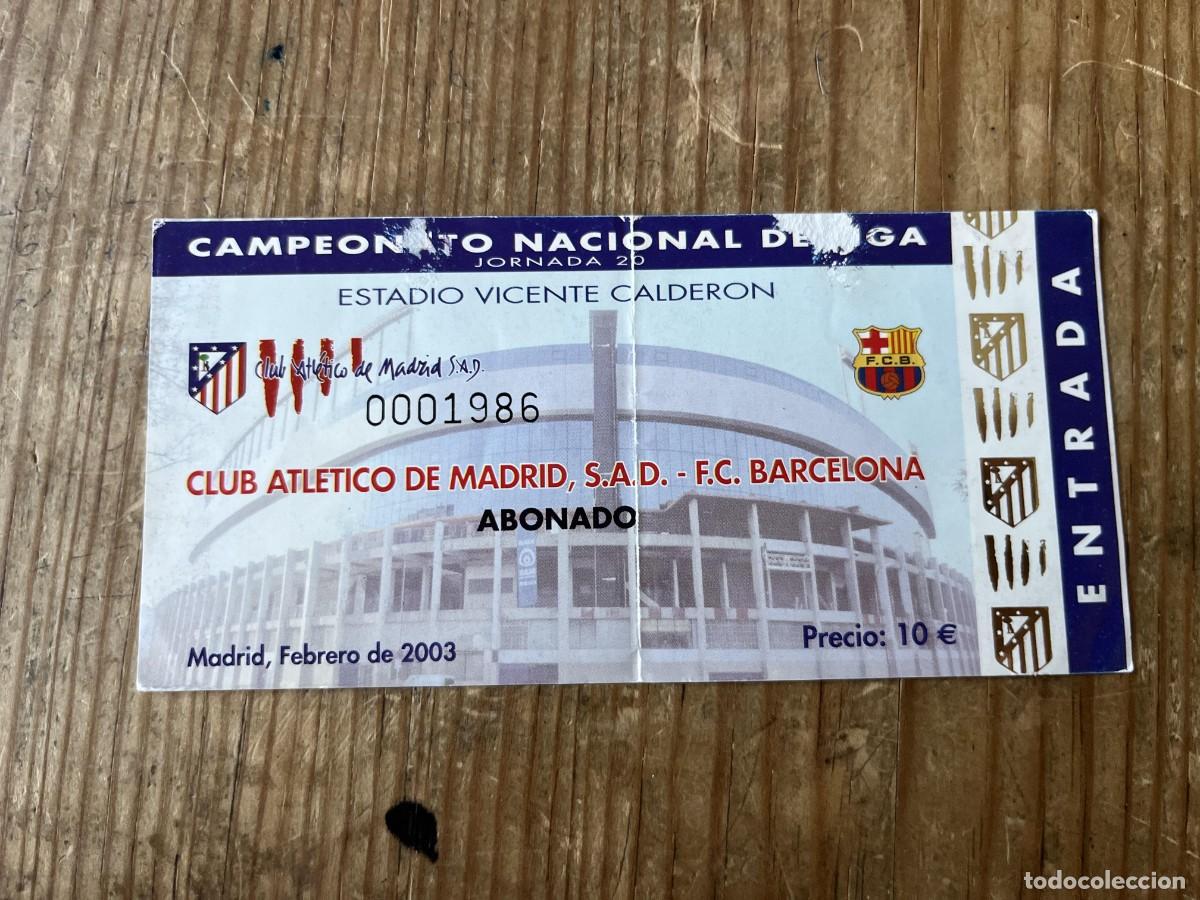 CAMPEONATO NACIONAL DE LIGA
JORNADA 20
ESTADIO VICENTE CALDERON
Club Atlético de Madrid S.A.D.
F.C.B.
0001986
CLUB ATLETICO DE MADRID, S.A.D. - F.C. BARCELONA
ABONADO
Madrid, Febrero de 2003
Precio: 10 €
ENTRADA
todocoleccion